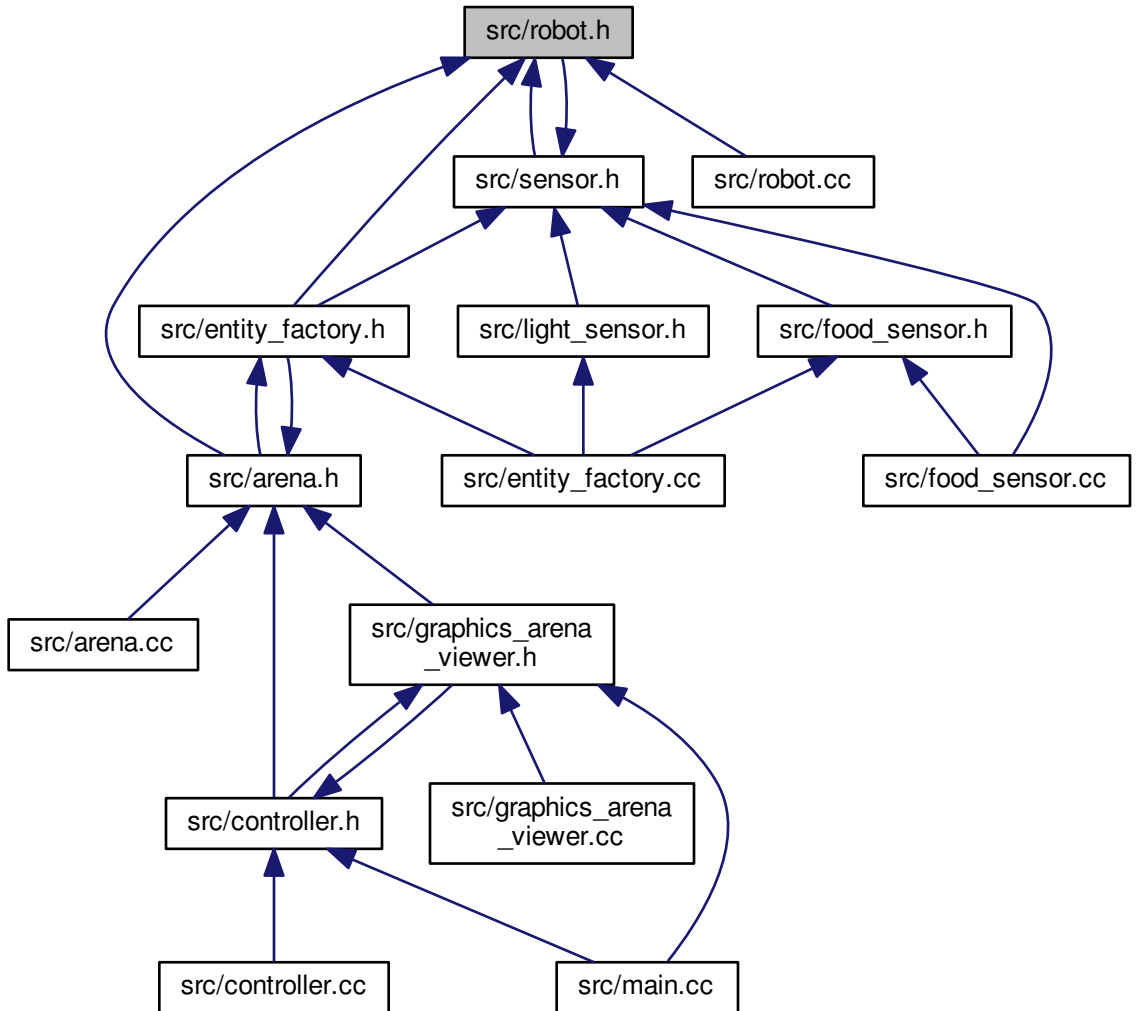 src/robot.h
src/sensor.h
src/robot.cc
src/entity_factory.h
src/light_sensor.h
src/food_sensor.h
src/arena.h
src/entity_factory.cc
src/food_sensor.cc
src/arena.cc
src/graphics_arena
_viewer.h
src/controller.h
src/graphics_arena
_viewer.cc
src/controller.cc
src/main.cc